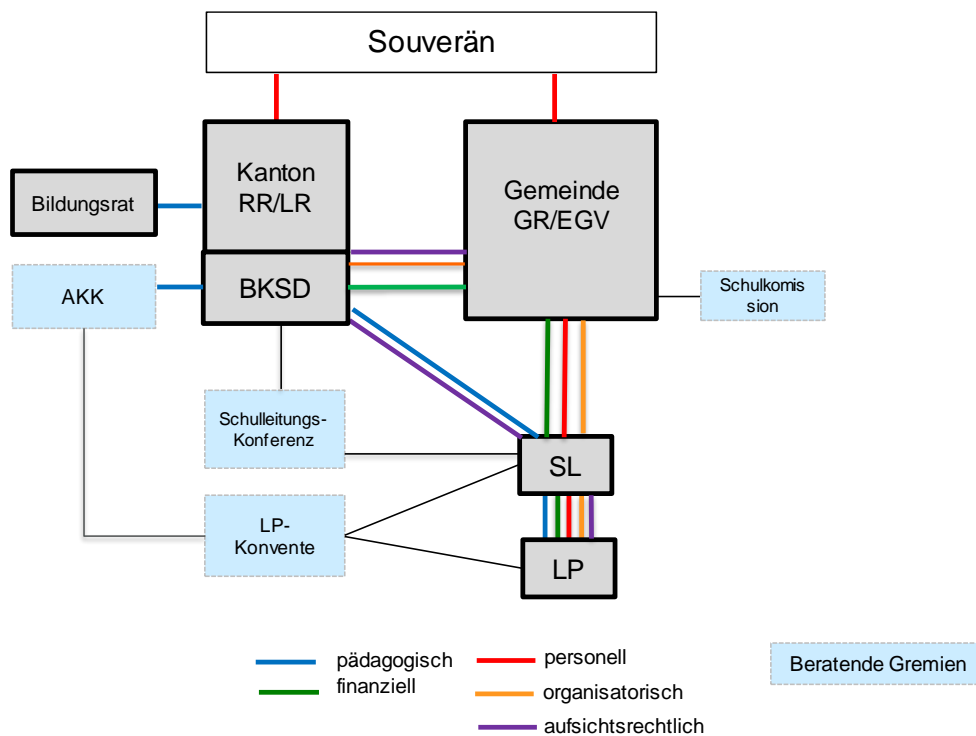 Souverän
Kanton
RR/LR
Gemeinde
GR/EGV
Bildungsrat
BKSD
AKK
Schulkomis
sion
Schulleitungs-
Konferenz
SL
LP-
Konvente
LP
pädagogisch
finanziell
personell
organisatorisch
aufsichtsrechtlich
Beratende Gremien